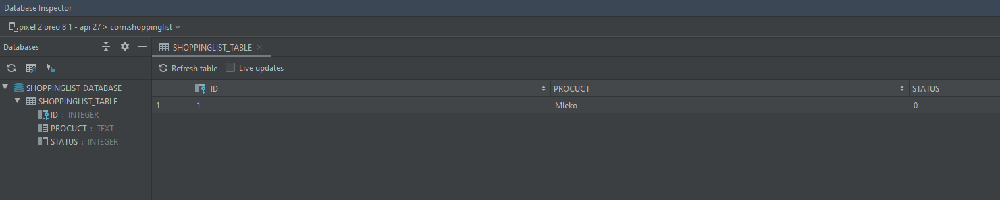 Database Inspector
pixel 2 oreo 8 1 - api 27 > com.shoppinglist
Databases
SHOPPINGLIST_TABLE
Refresh table
Live updates
SHOPPINGLIST_DATABASE
SHOPPINGLIST_TABLE
ID : INTEGER
PROCUCT : TEXT
STATUS : INTEGER
ID PROCUCT STATUS
1 1 Mleko 0